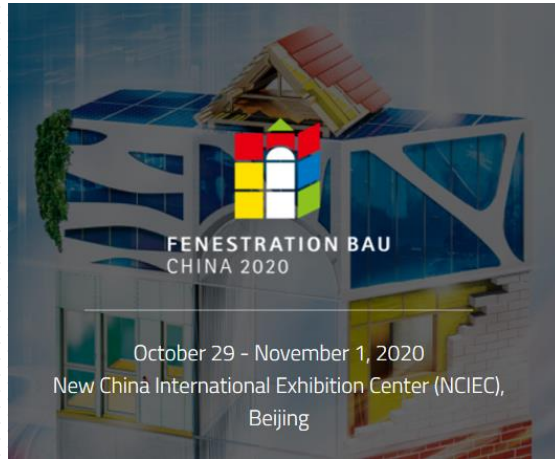 FENESTRATION BAU
CHINA 2020
October 29 - November 1, 2020
New China International Exhibition Center (NCIEC),
Beijing